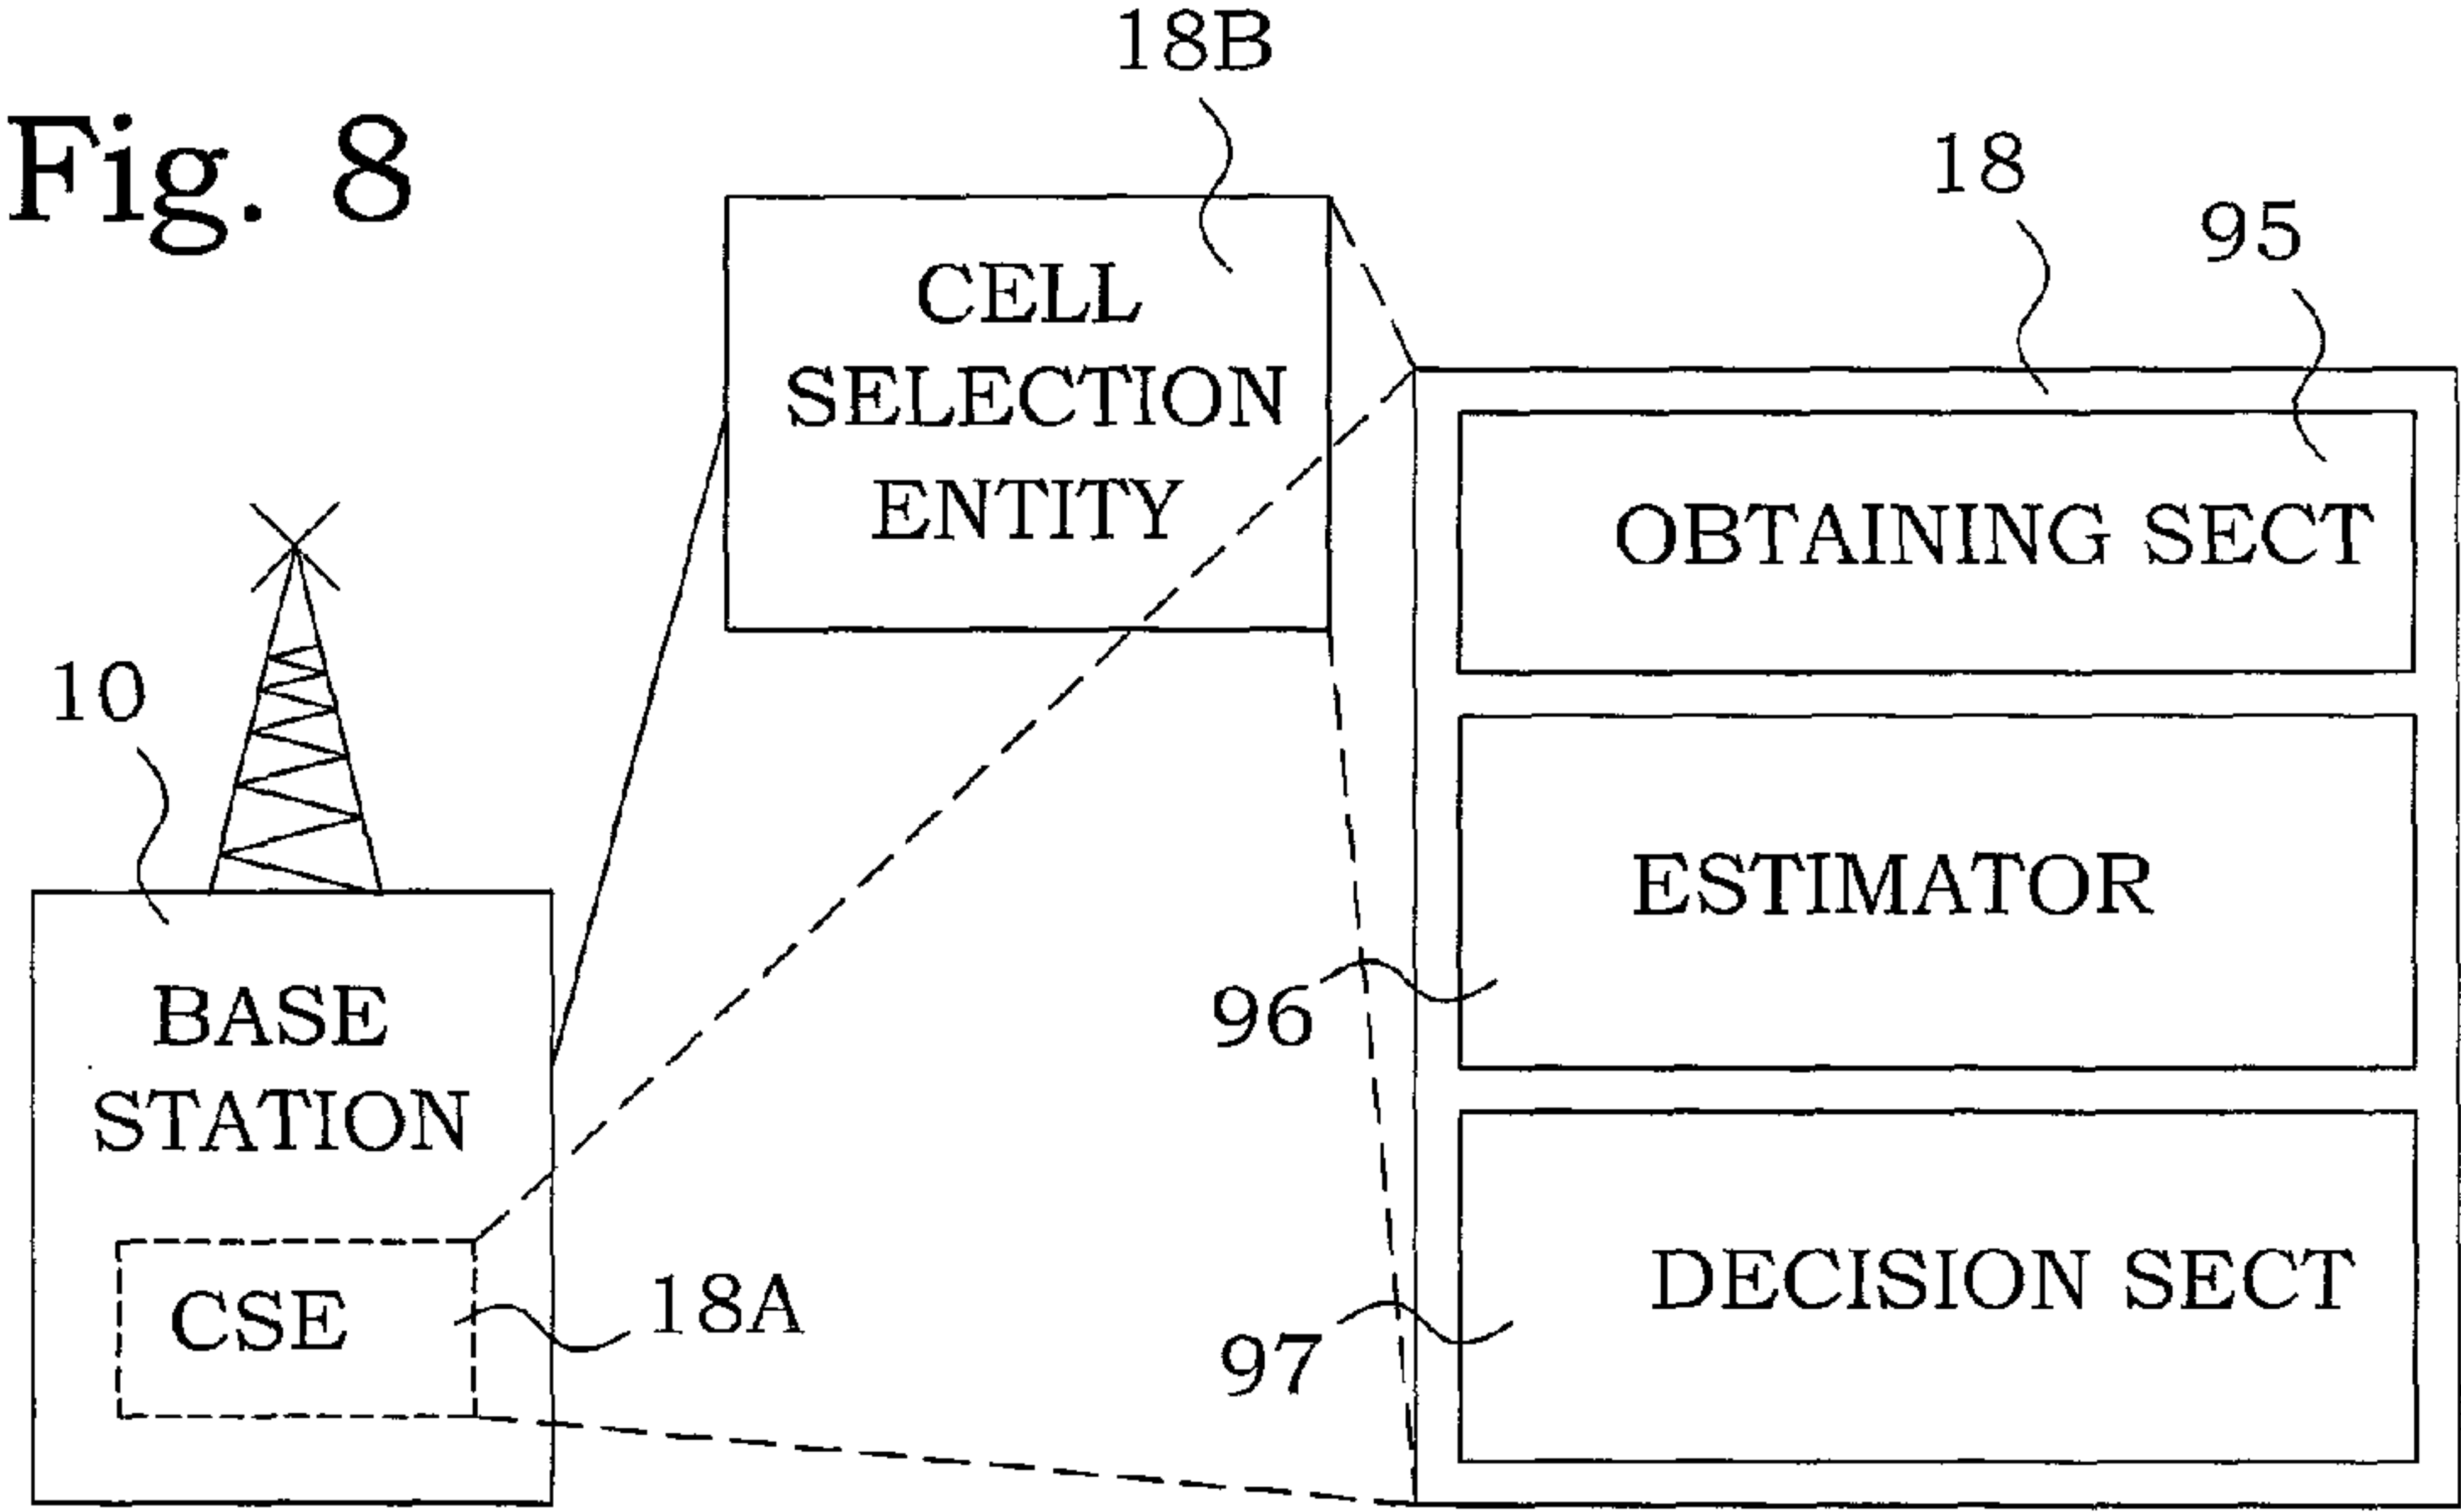 Fig. 8
18B
18
95
CELL
SELECTION
ENTITY
OBTAINING SECT
10
ESTIMATOR
96
BASE
STATION
DECISION SECT
CSE
18A
97